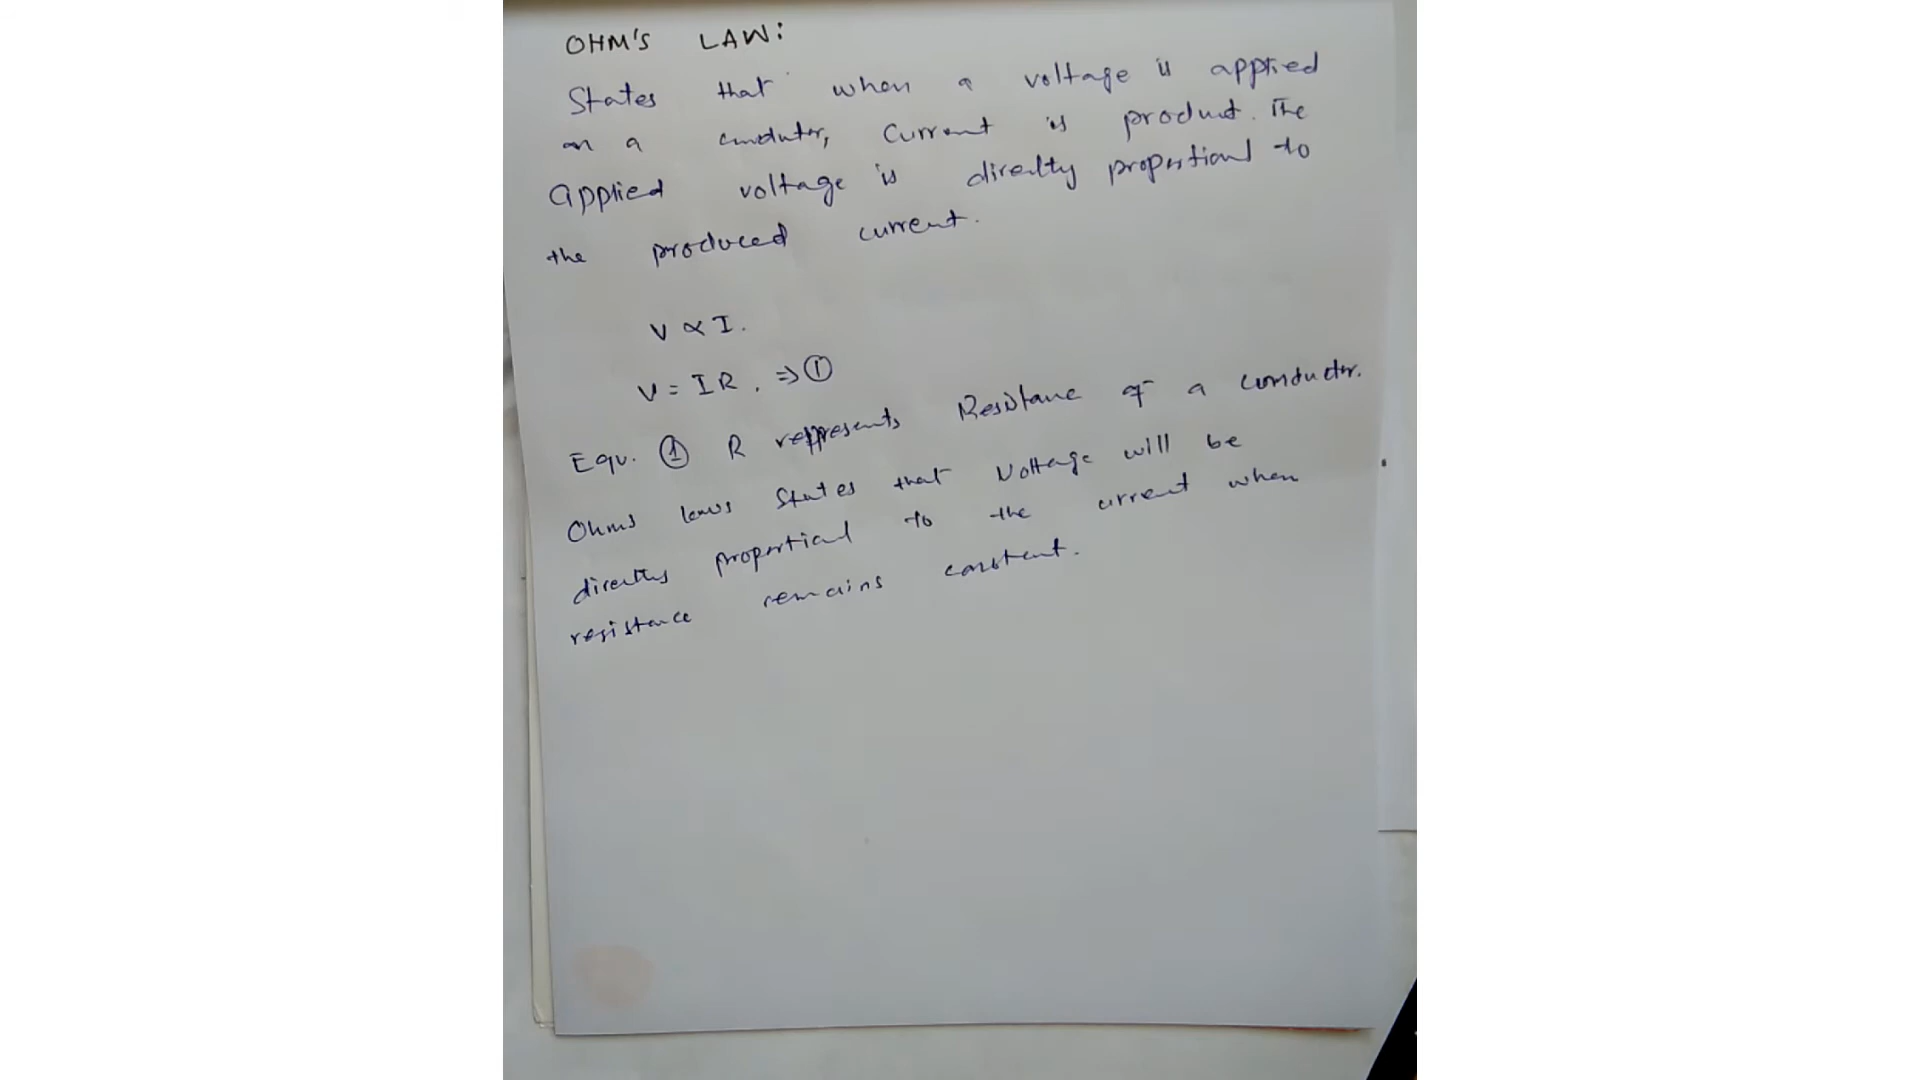 OHM'S LAW:
States that when a voltage is applied
on a conductor, Current is product. The
applied voltage is directly proportional to
the produced current.
V ∝ I.
V = IR. ⇒ ①
Equ. ① R represents Resistance of a conductor.
Ohms laws States that Voltage will be
directly proportional to the current when
resistance remains constant.